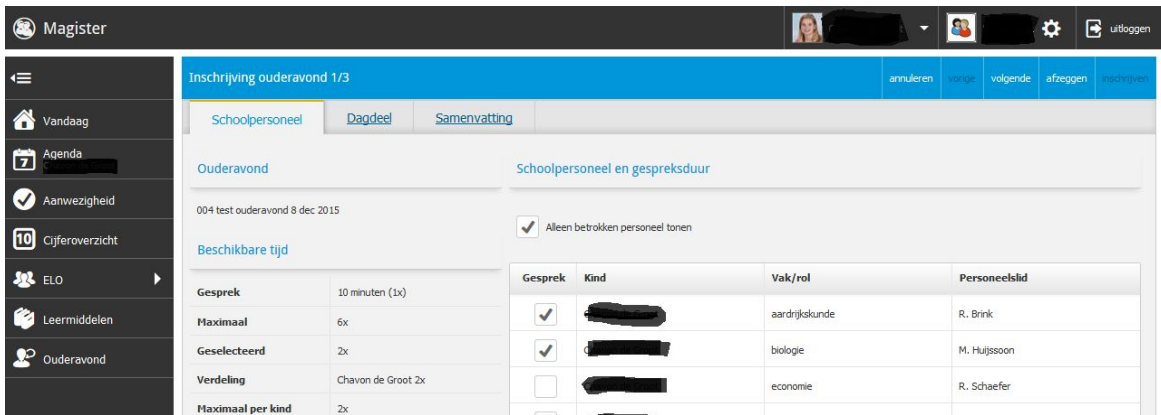 Magister
uitloggen
Inschrijving ouderavond 1/3
annuleren vorige volgende afzeggen inschrijven
Vandaag
7 Agenda
Aanwezigheid
10 Cijferoverzicht
ELO
Leermiddelen
Ouderavond
Schoolpersoneel Dagdeel Samenvatting
Ouderavond
004 test ouderavond 8 dec 2015
Beschikbare tijd
Gesprek 10 minuten (1x)
Maximaal 6x
Geselecteerd 2x
Verdeling Chavon de Groot 2x
Maximaal per kind 2x
Schoolpersoneel en gespreksduur
Alleen betrokken personeel tonen
Gesprek Kind Vak/rol Personeelslid
aardrijkskunde R. Brink
biologie M. Huijssoon
economie R. Schaefer